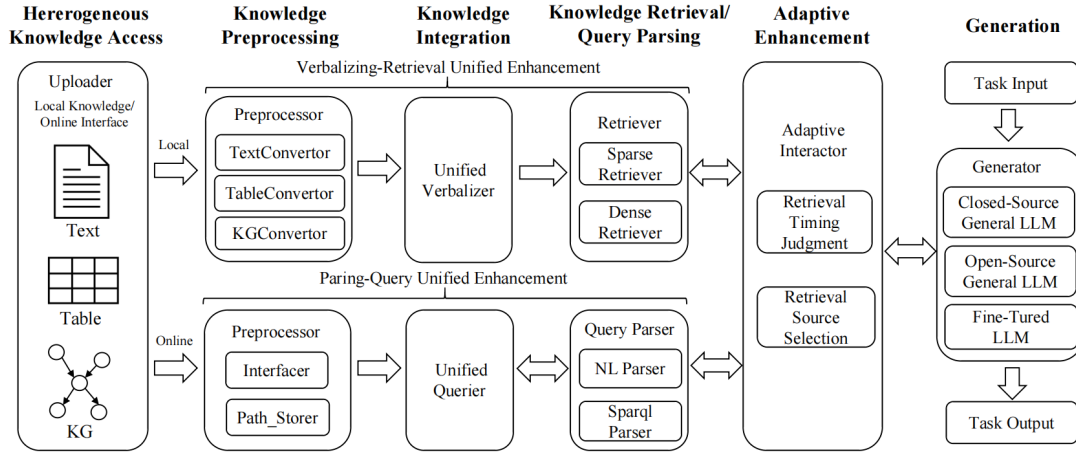 Hererogeneous
Knowledge Access
Knowledge
Preprocessing
Knowledge
Integration
Knowledge Retrieval/
Query Parsing
Adaptive
Enhancement
Generation
Uploader
Local Knowledge/
Online Interface
Text
Table
KG
Local
Online
Verbalizing-Retrieval Unified Enhancement
Preprocessor
TextConvertor
TableConvertor
KGConvertor
Unified
Verbalizer
Retriever
Sparse
Retriever
Dense
Retriever
Paring-Query Unified Enhancement
Preprocessor
Interfacer
Path_Storer
Unified
Querier
Query Parser
NL Parser
Sparql
Parser
Adaptive
Interactor
Retrieval
Timing
Judgment
Retrieval
Source
Selection
Task Input
Generator
Closed-Source
General LLM
Open-Source
General LLM
Fine-Tured
LLM
Task Output